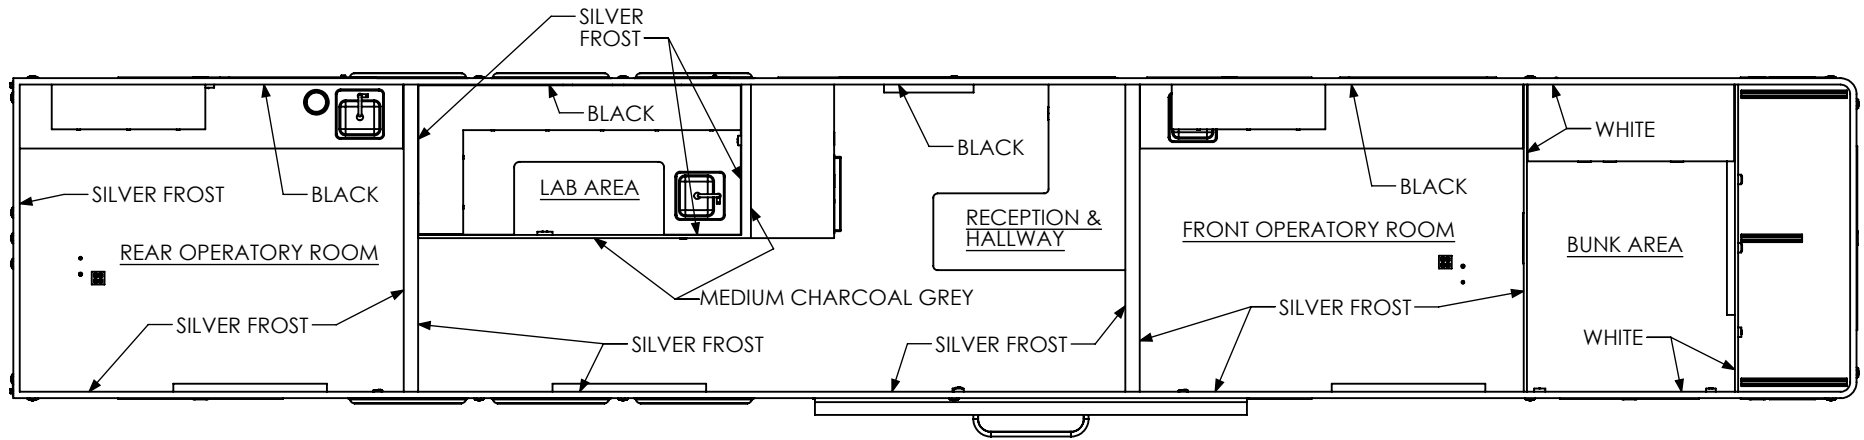 SILVER
FROST
BLACK
BLACK
WHITE
SILVER FROST
BLACK
LAB AREA
BLACK
RECEPTION &
HALLWAY
FRONT OPERATORY ROOM
REAR OPERATORY ROOM
BUNK AREA
MEDIUM CHARCOAL GREY
SILVER FROST
SILVER FROST
SILVER FROST
SILVER FROST
WHITE